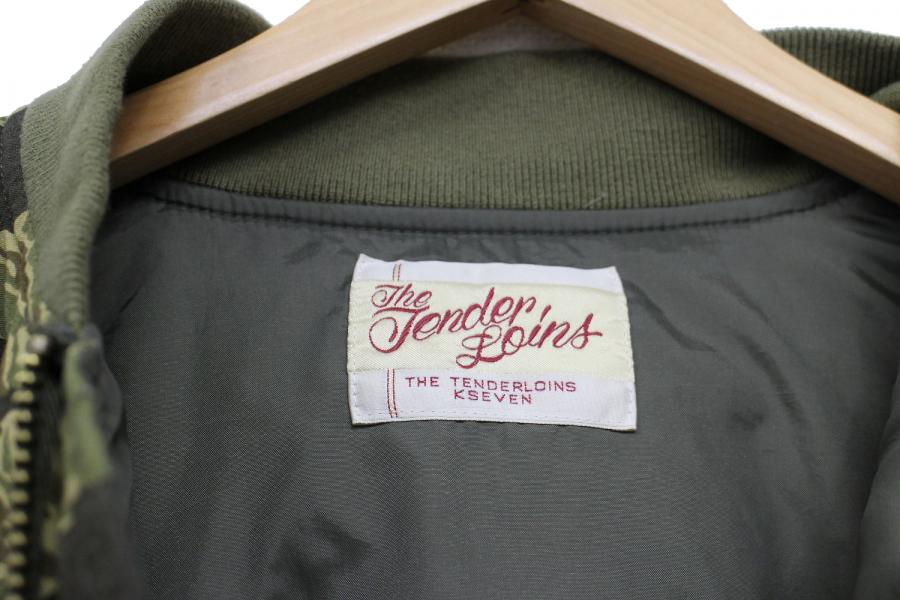 The
Tender
Loins
THE TENDERLOINS
KSEVEN